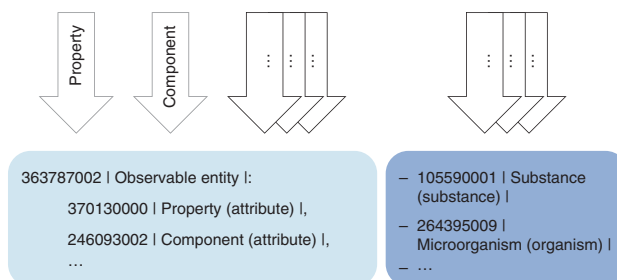 Property
Component
⋮ ⋮ ⋮
⋮ ⋮ ⋮
363787002 | Observable entity |:
370130000 | Property (attribute) |,
246093002 | Component (attribute) |,
…
– 105590001 | Substance
(substance) |
– 264395009 |
Microorganism (organism) |
– …